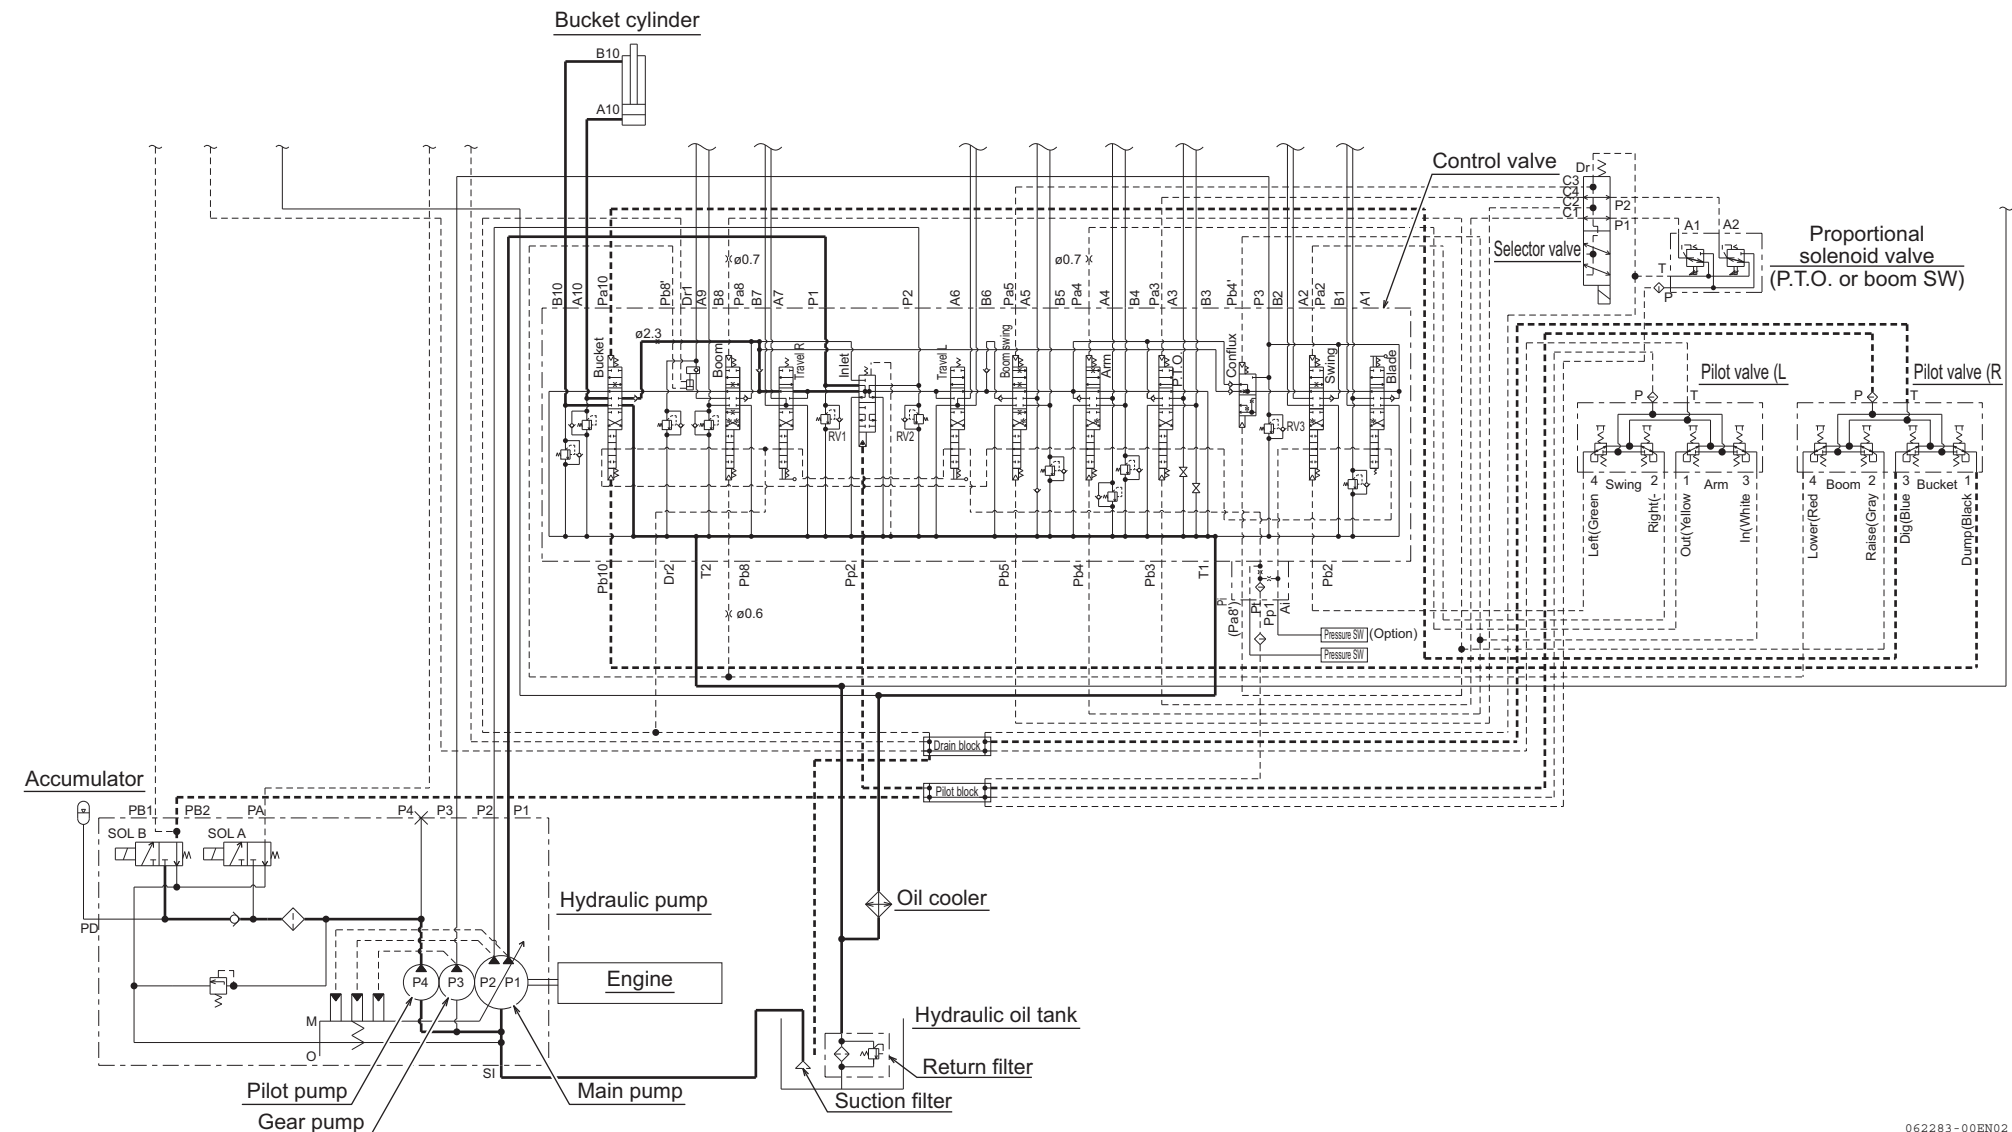 Bucket cylinder
B10
A10
Control valve
Dr
C3
C4
C2
C1
P2
P1
Selector valve
A1
A2
T
P
Proportional
solenoid valve
(P.T.O. or boom SW)
ø0.7
ø0.7
B10
A10
Pa10
Pb8'
Dr1
A9
B8
Pa8
B7
A7
P1
P2
A6
B6
Pa5
A5
B5
Pa4
A4
B4
Pa3
A3
B3
Pb4'
P3
B2
A2
Pa2
B1
A1
ø2.3
Bucket
Boom
Travel R
Inlet
Travel L
Boom swing
Arm
P.T.O.
Conflux
Swing
Blade
RV1
RV2
RV3
Pilot valve (L
Pilot valve (R
P
T
P
T
4
Swing
2
1
Arm
3
4
Boom
2
3
Bucket
1
Left(Green
Right(-
Out(Yellow
In(White
Lower(Red
Raise(Gray
Dig(Blue
Dump(Black
Pb10
Dr2
T2
Pb8
Pp2
Pb5
Pb4
Pb3
T1
Pi
(Pa8')
Pt
Pp1
Ai
Pb2
ø0.6
Pressure SW
(Option)
Pressure SW
Drain block
Pilot block
Accumulator
PB1
PB2
PA
P4
P3
P2
P1
SOL B
SOL A
PD
Hydraulic pump
Oil cooler
P4
P3
P2
P1
Engine
M
O
SI
Hydraulic oil tank
Return filter
Suction filter
Pilot pump
Gear pump
Main pump
062283-00EN02